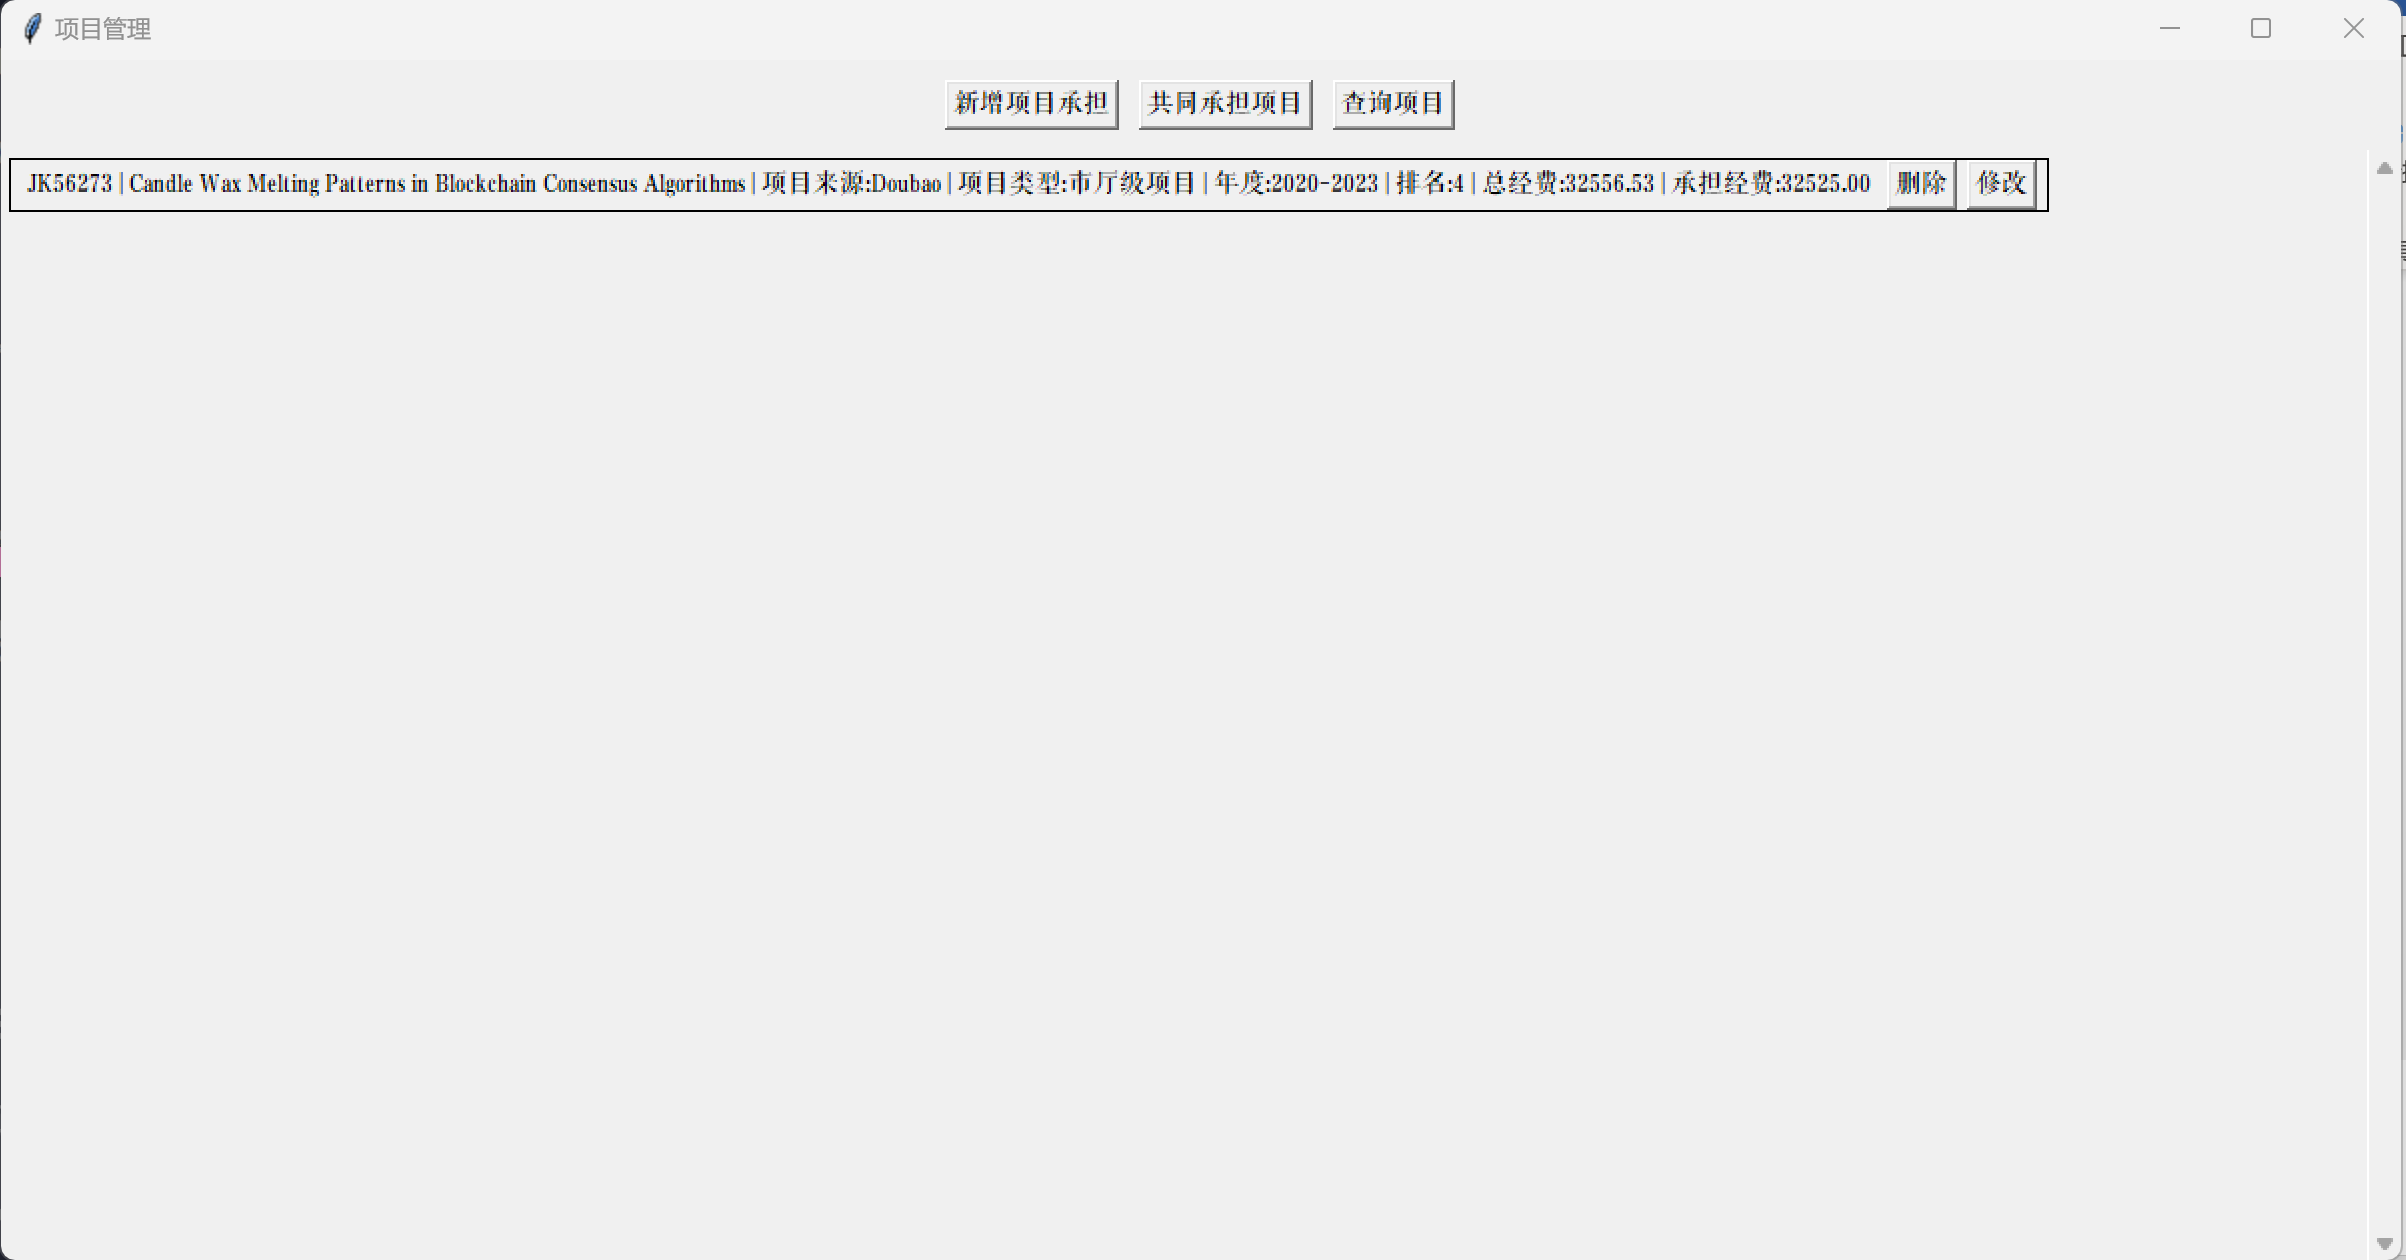 项目管理
新增项目承担 共同承担项目 查询项目
JK56273 | Candle Wax Melting Patterns in Blockchain Consensus Algorithms | 项目来源:Doubao | 项目类型:市厅级项目 | 年度:2020-2023 | 排名:4 | 总经费:32556.53 | 承担经费:32525.00 删除 修改